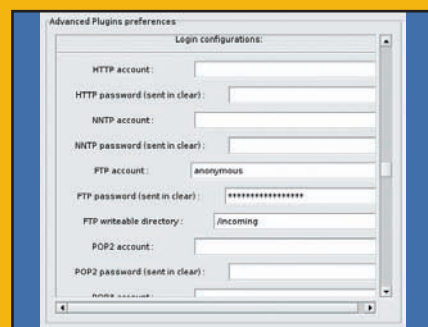 Advanced Plugins preferences
Login configurations:
HTTP account :
HTTP password (sent in clear) :
NNTP account :
NNTP password (sent in clear) :
FTP account : anonymous
FTP password (sent in clear) : *****************
FTP writeable directory : /incoming
POP2 account :
POP2 password (sent in clear) :